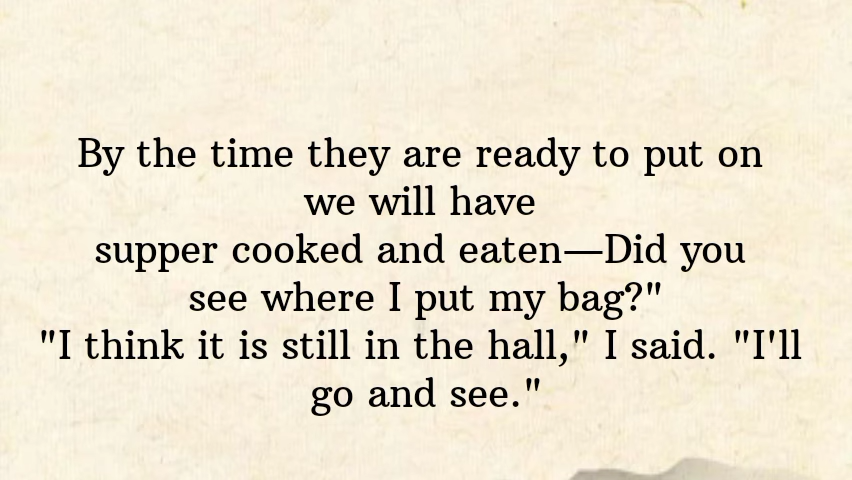 By the time they are ready to put on
we will have
supper cooked and eaten—Did you
see where I put my bag?"
"I think it is still in the hall," I said. "I'll
go and see."